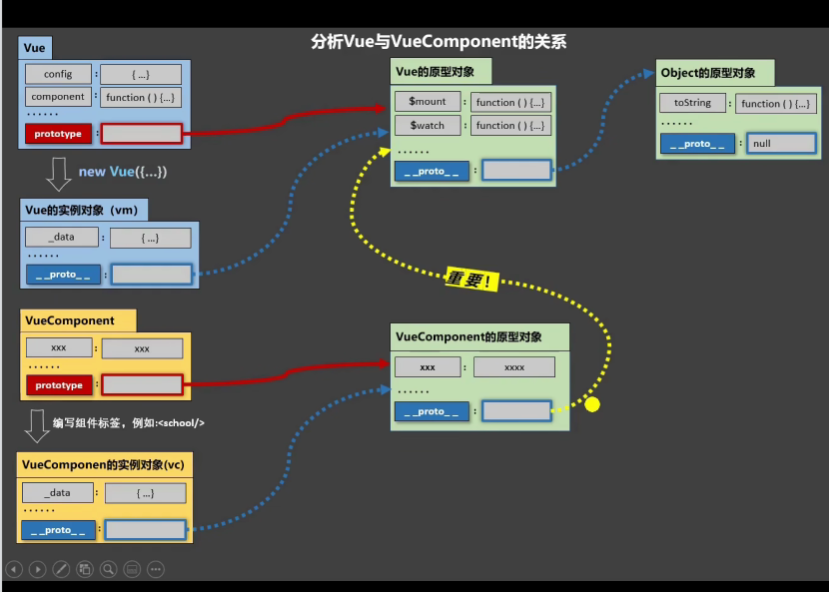 分析Vue与VueComponent的关系
Vue
config : { ...}
component : function ( ) {...}
......
prototype :
new Vue({...})
Vue的实例对象（vm）
_data : { ...}
......
_ _proto_ _ :
VueComponent
xxx : xxx
......
prototype :
编写组件标签，例如:<school/>
VueComponen的实例对象(vc)
_data : { ...}
......
_ _proto_ _ :
Vue的原型对象
$mount : function ( ) {...}
$watch : function ( ) {...}
......
_ _proto_ _ :
重要！
VueComponent的原型对象
xxx : xxxx
......
_ _proto_ _ :
Object的原型对象
toString : function ( ) {...}
......
_ _proto_ _ : null